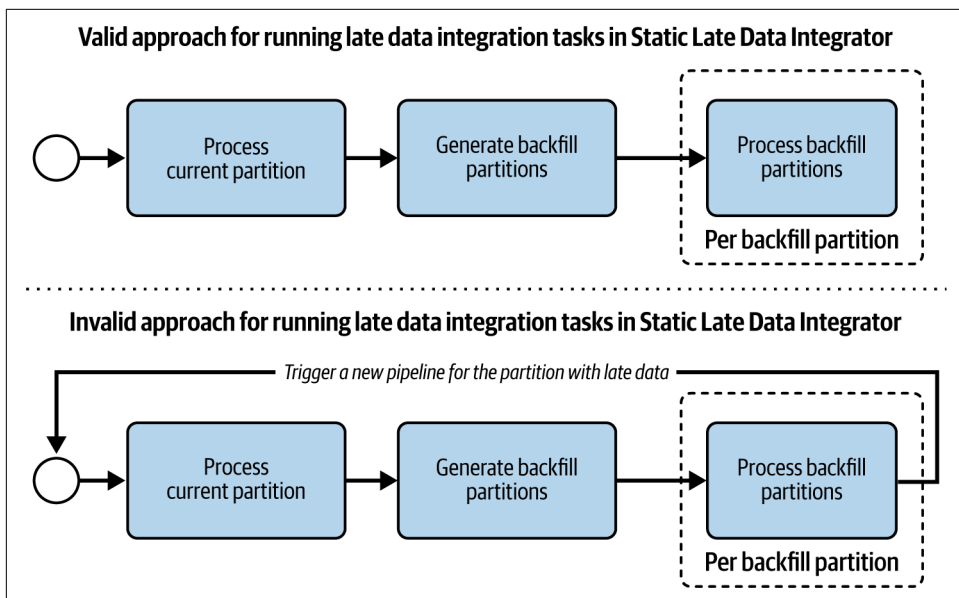 Valid approach for running late data integration tasks in Static Late Data Integrator
Process
current partition
Generate backfill
partitions
Process backfill
partitions
Per backfill partition
Invalid approach for running late data integration tasks in Static Late Data Integrator
Trigger a new pipeline for the partition with late data
Process
current partition
Generate backfill
partitions
Process backfill
partitions
Per backfill partition